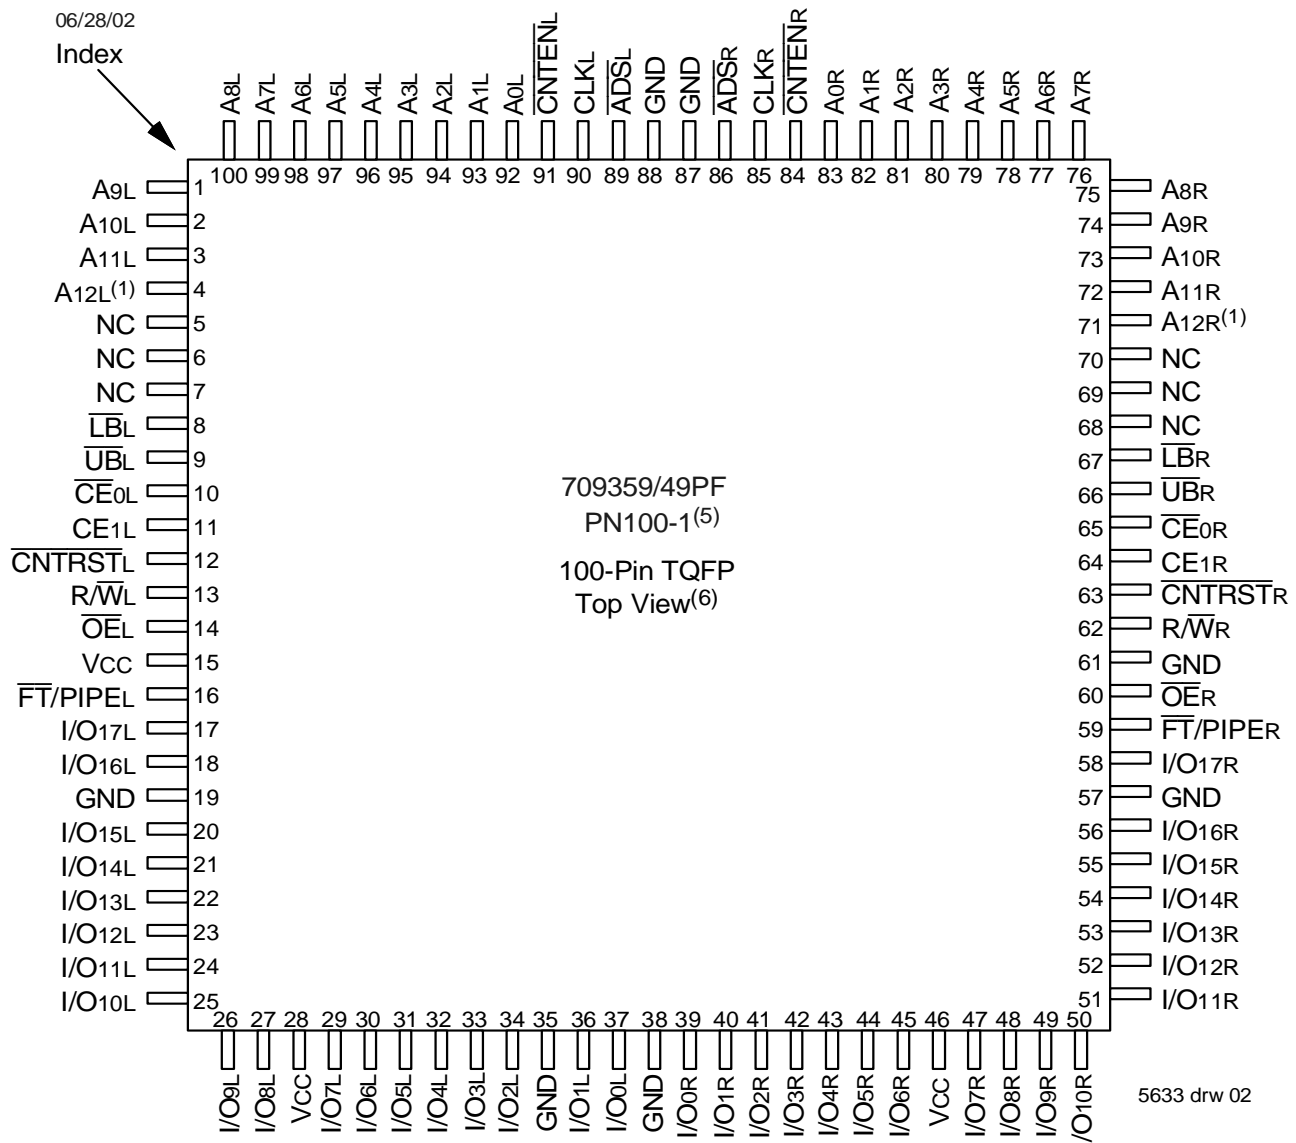 06/28/02
Index
A8L
A7L
A6L
A5L
A4L
A3L
A2L
A1L
A0L
CNTENL
CLKL
ADSL
GND
GND
ADSR
CLKR
CNTENR
A0R
A1R
A2R
A3R
A4R
A5R
A6R
A7R
100 99 98 97 96 95 94 93 92 91 90 89 88 87 86 85 84 83 82 81 80 79 78 77 76
A9L 1
A10L 2
A11L 3
A12L(1) 4
NC 5
NC 6
NC 7
LBL 8
UBL 9
CE0L 10
CE1L 11
CNTRSTL 12
R/WL 13
OEL 14
VCC 15
FT/PIPEL 16
I/O17L 17
I/O16L 18
GND 19
I/O15L 20
I/O14L 21
I/O13L 22
I/O12L 23
I/O11L 24
I/O10L 25
709359/49PF
PN100-1(5)
100-Pin TQFP
Top View(6)
75 A8R
74 A9R
73 A10R
72 A11R
71 A12R(1)
70 NC
69 NC
68 NC
67 LBR
66 UBR
65 CE0R
64 CE1R
63 CNTRSTR
62 R/WR
61 GND
60 OER
59 FT/PIPER
58 I/O17R
57 GND
56 I/O16R
55 I/O15R
54 I/O14R
53 I/O13R
52 I/O12R
51 I/O11R
26 27 28 29 30 31 32 33 34 35 36 37 38 39 40 41 42 43 44 45 46 47 48 49 50
I/O9L
I/O8L
VCC
I/O7L
I/O6L
I/O5L
I/O4L
I/O3L
I/O2L
GND
I/O1L
I/O0L
GND
I/O0R
I/O1R
I/O2R
I/O3R
I/O4R
I/O5R
I/O6R
VCC
I/O7R
I/O8R
I/O9R
/O10R
5633 drw 02